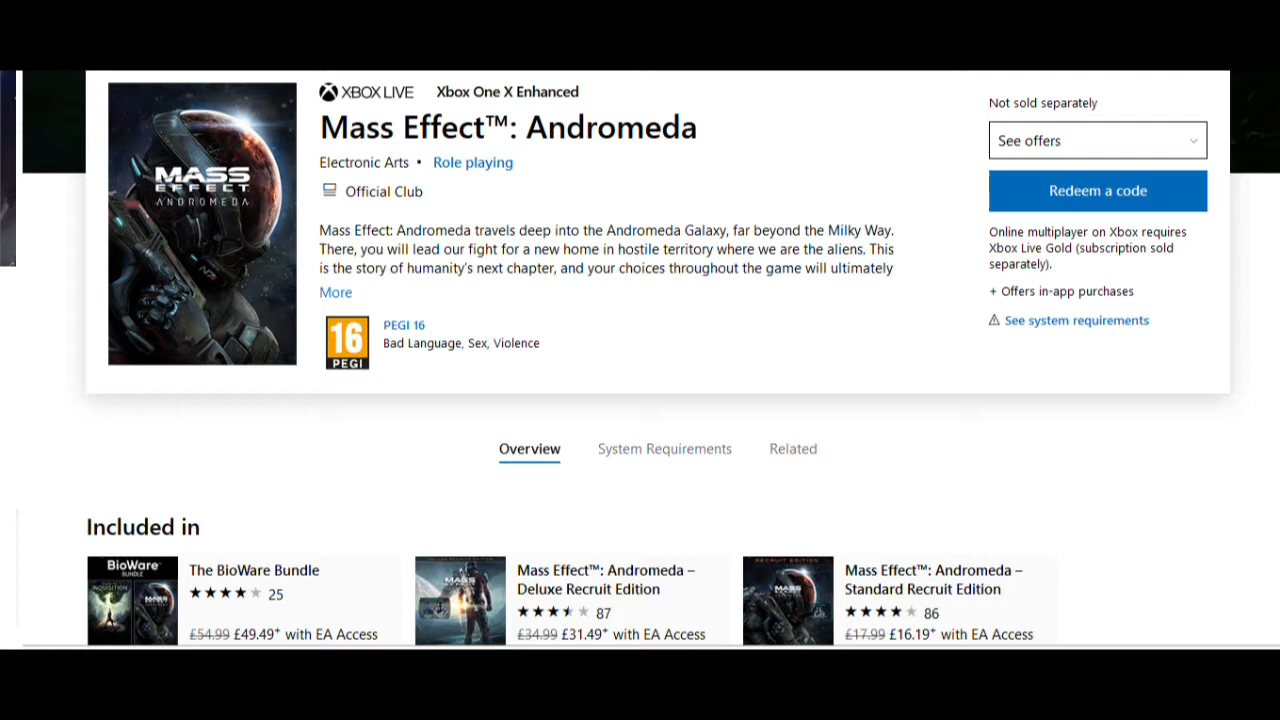 XBOX LIVE Xbox One X Enhanced
Mass Effect™: Andromeda
Electronic Arts • Role playing
Official Club
Mass Effect: Andromeda travels deep into the Andromeda Galaxy, far beyond the Milky Way.
There, you will lead our fight for a new home in hostile territory where we are the aliens. This
is the story of humanity's next chapter, and your choices throughout the game will ultimately
More
16
PEGI
PEGI 16
Bad Language, Sex, Violence
MASS
EFFECT
ANDROMEDA
N7
Not sold separately
See offers
Redeem a code
Online multiplayer on Xbox requires
Xbox Live Gold (subscription sold
separately).
+ Offers in-app purchases
See system requirements
Overview System Requirements Related
Included in
BioWare
BUNDLE
INQUISITION
MASS
The BioWare Bundle
25
£54.99 £49.49+ with EA Access
MASS
Mass Effect™: Andromeda –
Deluxe Recruit Edition
87
£34.99 £31.49+ with EA Access
RECRUIT EDITION
MASS
Mass Effect™: Andromeda –
Standard Recruit Edition
86
£17.99 £16.19+ with EA Access